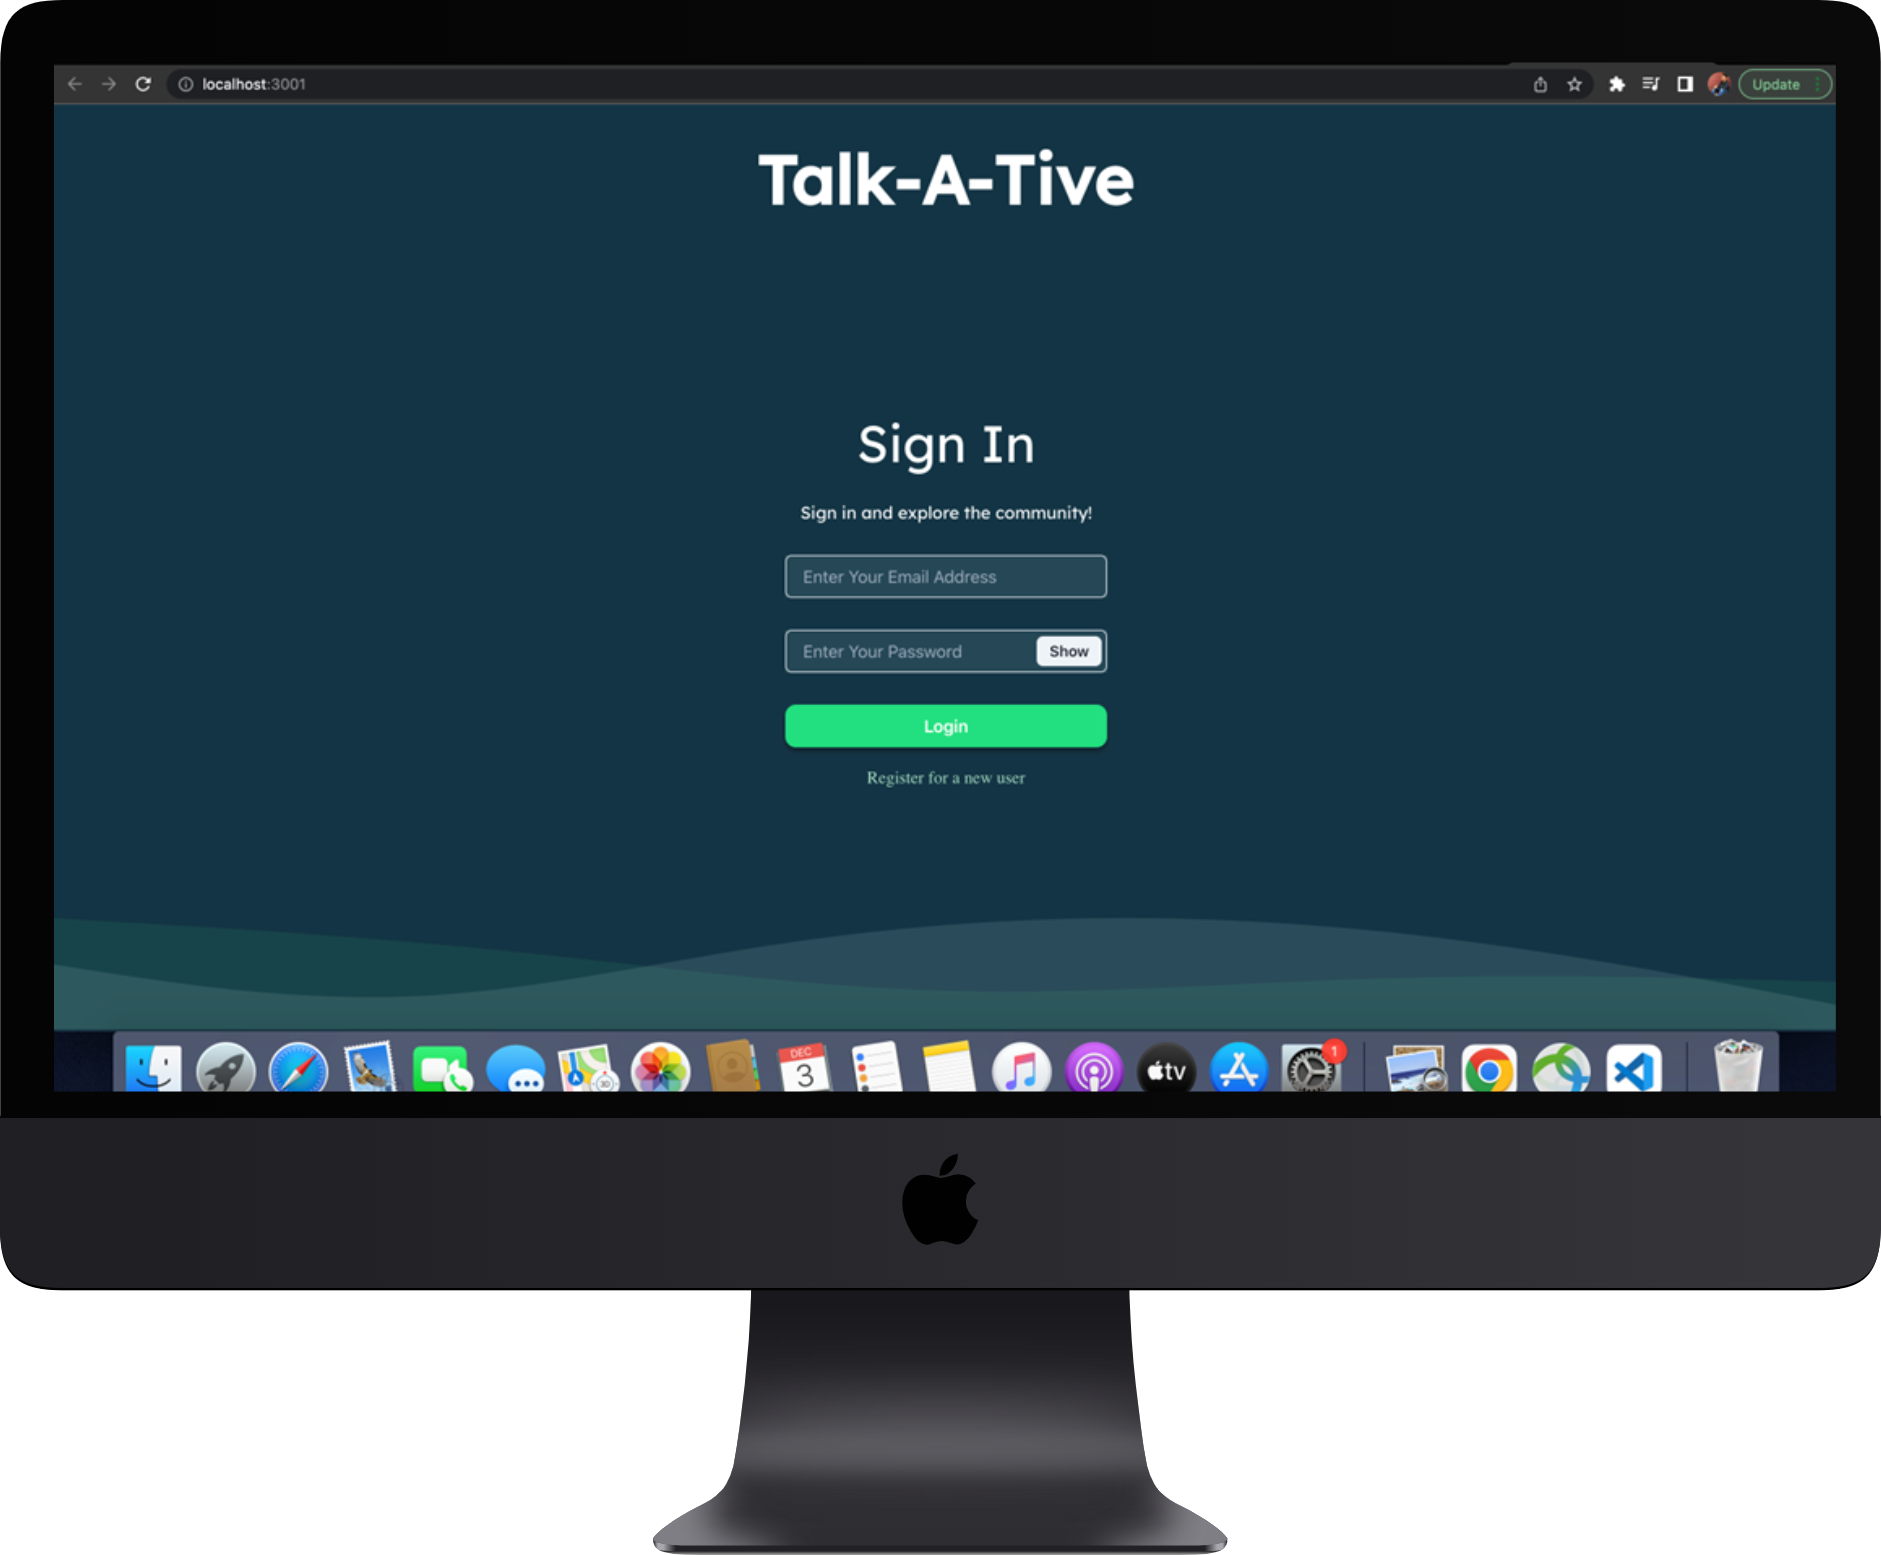 localhost:3001
Update
Talk-A-Tive
Sign In
Sign in and explore the community!
Enter Your Email Address
Enter Your Password
Show
Login
Register for a new user
DEC
3
3D
tv
1